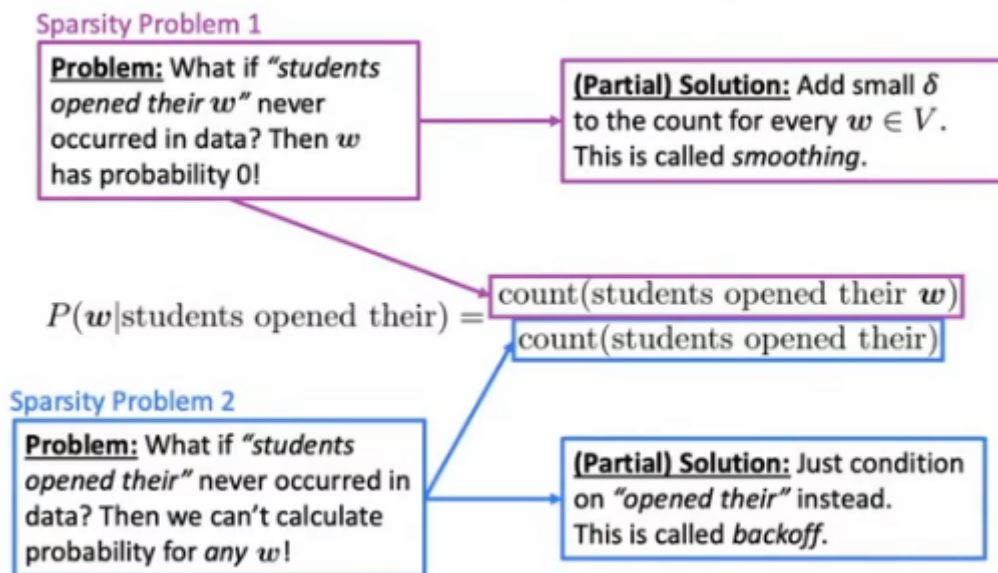 Sparsity Problem 1
Problem: What if “students
opened their w” never
occurred in data? Then w
has probability 0!
(Partial) Solution: Add small δ
to the count for every w ∈ V.
This is called smoothing.
P(w|students opened their) =
count(students opened their w)
count(students opened their)
Sparsity Problem 2
Problem: What if “students
opened their” never occurred in
data? Then we can’t calculate
probability for any w!
(Partial) Solution: Just condition
on “opened their” instead.
This is called backoff.